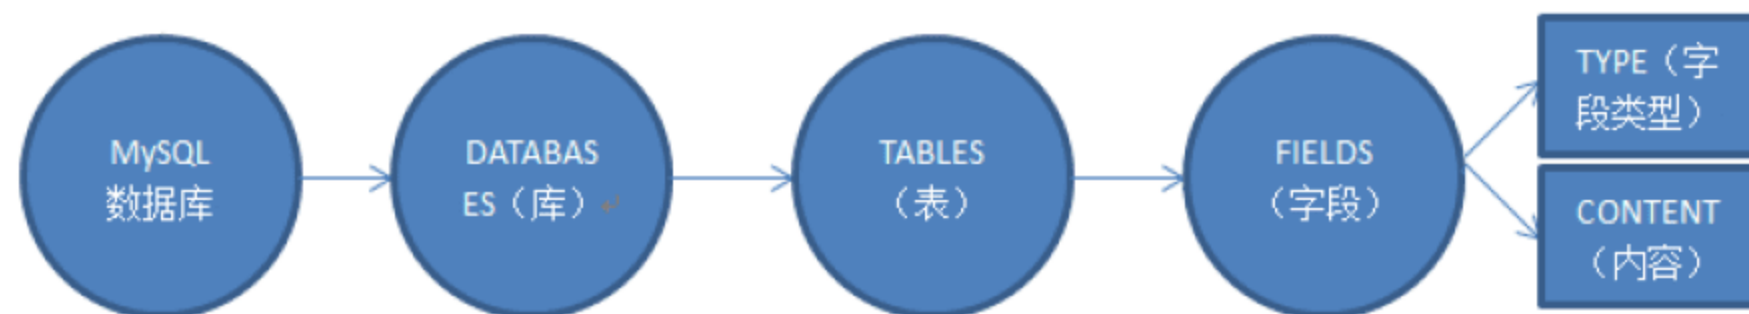 MySQL
数据库
DATABAS
ES（库）↵
TABLES
（表）
FIELDS
（字段）
TYPE（字
段类型）
CONTENT
（内容）